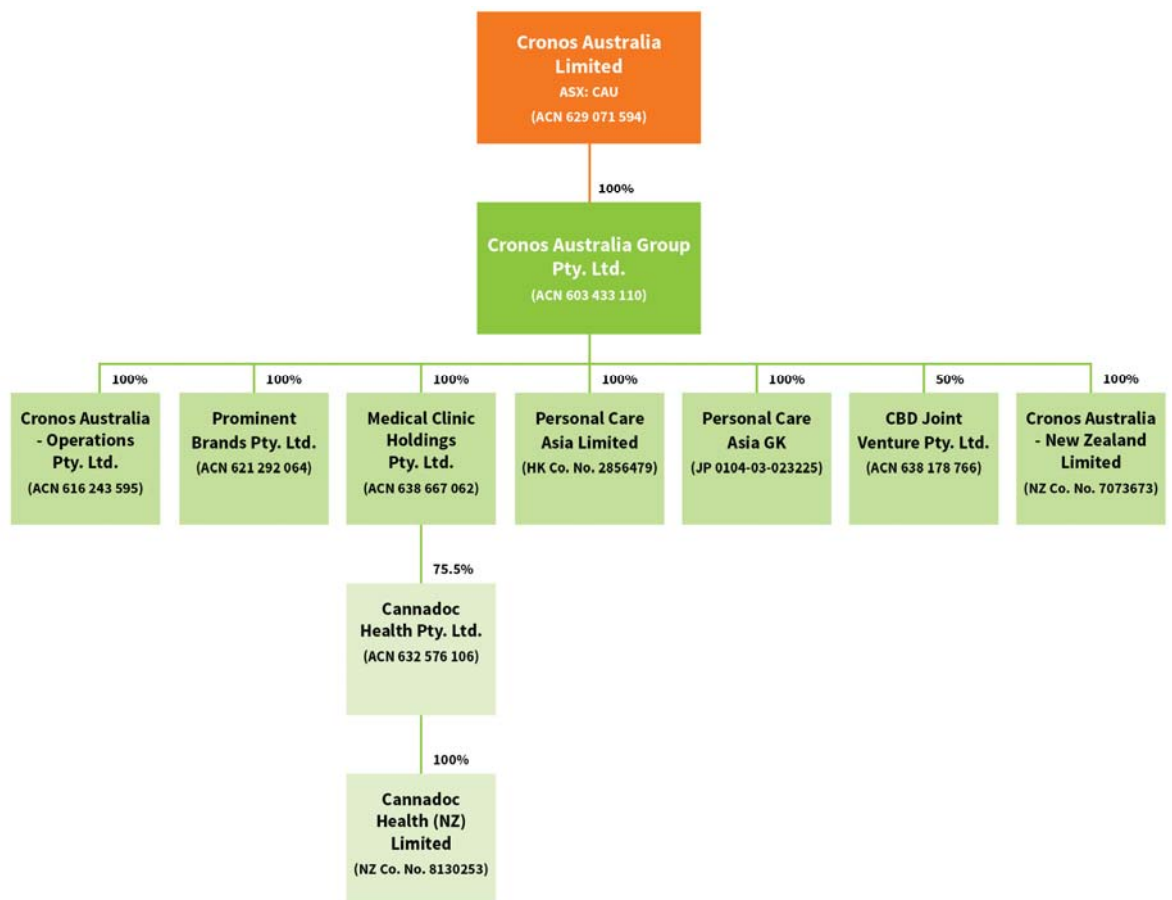 Cronos Australia
Limited
ASX: CAU
(ACN 629 071 594)
100%
Cronos Australia Group
Pty. Ltd.
(ACN 603 433 110)
100%
Cronos Australia
- Operations
Pty. Ltd.
(ACN 616 243 595)
100%
Prominent
Brands Pty. Ltd.
(ACN 621 292 064)
100%
Medical Clinic
Holdings
Pty. Ltd.
(ACN 638 667 062)
100%
Personal Care
Asia Limited
(HK Co. No. 2856479)
100%
Personal Care
Asia GK
(JP 0104-03-023225)
50%
CBD Joint
Venture Pty. Ltd.
(ACN 638 178 766)
100%
Cronos Australia
- New Zealand
Limited
(NZ Co. No. 7073673)
75.5%
Cannadoc
Health Pty. Ltd.
(ACN 632 576 106)
100%
Cannadoc
Health (NZ)
Limited
(NZ Co. No. 8130253)